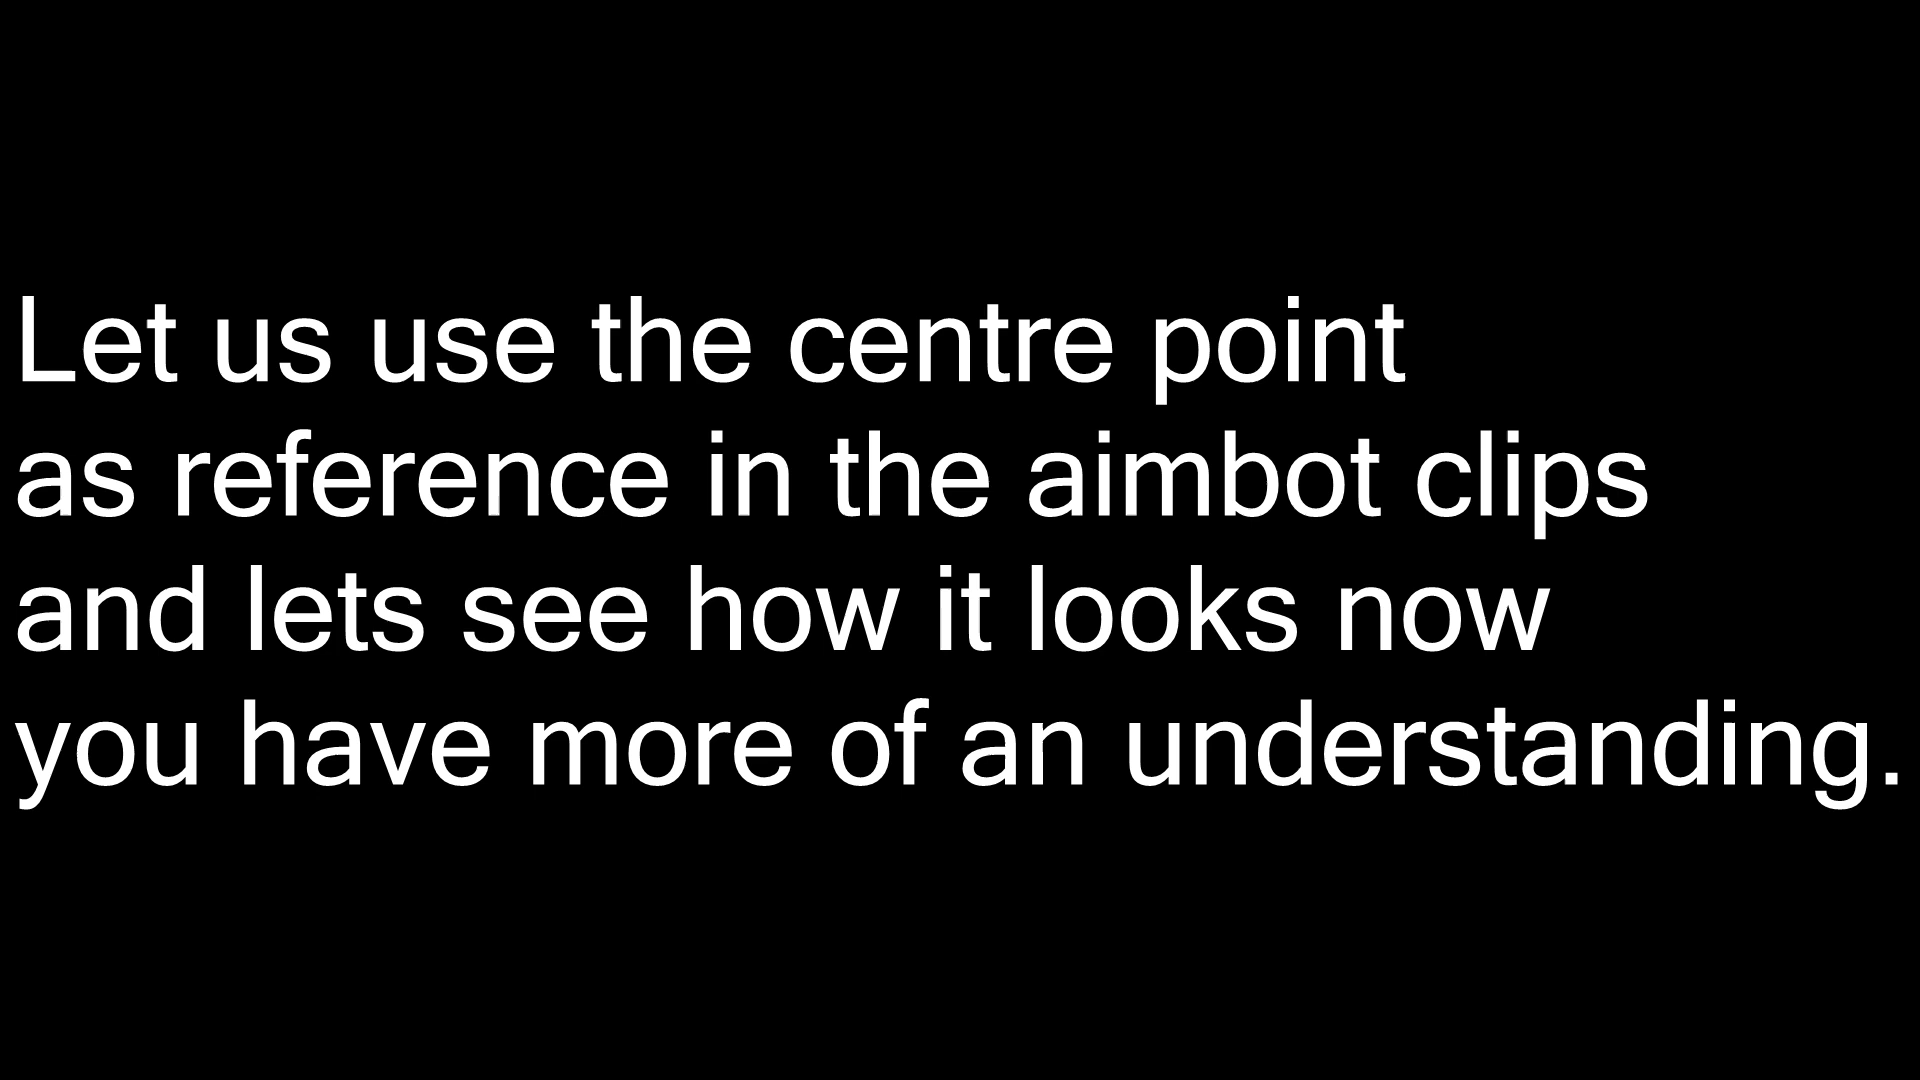 Let us use the centre point
as reference in the aimbot clips
and lets see how it looks now
you have more of an understanding.